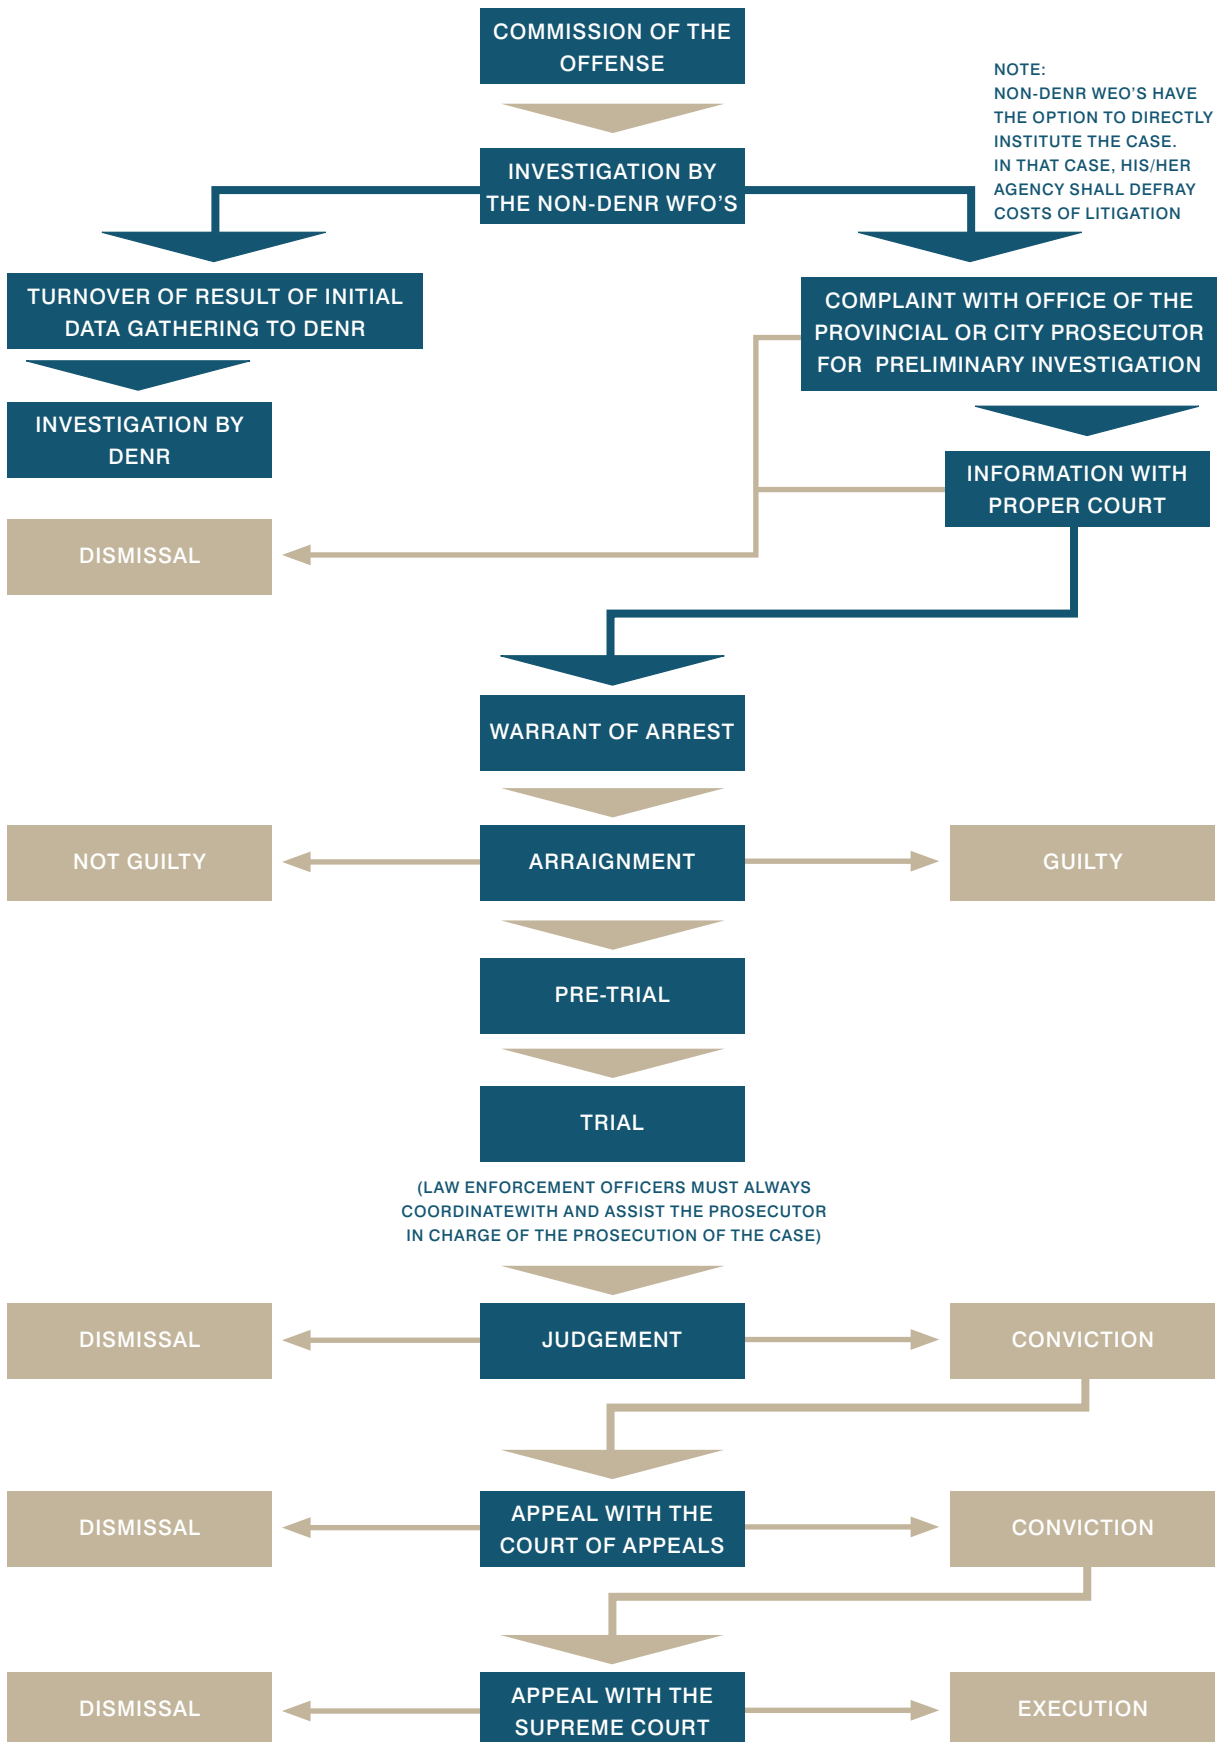 COMMISSION OF THE
OFFENSE
NOTE:
NON-DENR WEO'S HAVE
THE OPTION TO DIRECTLY
INSTITUTE THE CASE.
IN THAT CASE, HIS/HER
AGENCY SHALL DEFRAY
COSTS OF LITIGATION
INVESTIGATION BY
THE NON-DENR WFO'S
TURNOVER OF RESULT OF INITIAL
DATA GATHERING TO DENR
COMPLAINT WITH OFFICE OF THE
PROVINCIAL OR CITY PROSECUTOR
FOR PRELIMINARY INVESTIGATION
INVESTIGATION BY
DENR
INFORMATION WITH
PROPER COURT
DISMISSAL
WARRANT OF ARREST
NOT GUILTY
ARRAIGNMENT
GUILTY
PRE-TRIAL
TRIAL
(LAW ENFORCEMENT OFFICERS MUST ALWAYS
COORDINATEWITH AND ASSIST THE PROSECUTOR
IN CHARGE OF THE PROSECUTION OF THE CASE)
DISMISSAL
JUDGEMENT
CONVICTION
DISMISSAL
APPEAL WITH THE
COURT OF APPEALS
CONVICTION
DISMISSAL
APPEAL WITH THE
SUPREME COURT
EXECUTION